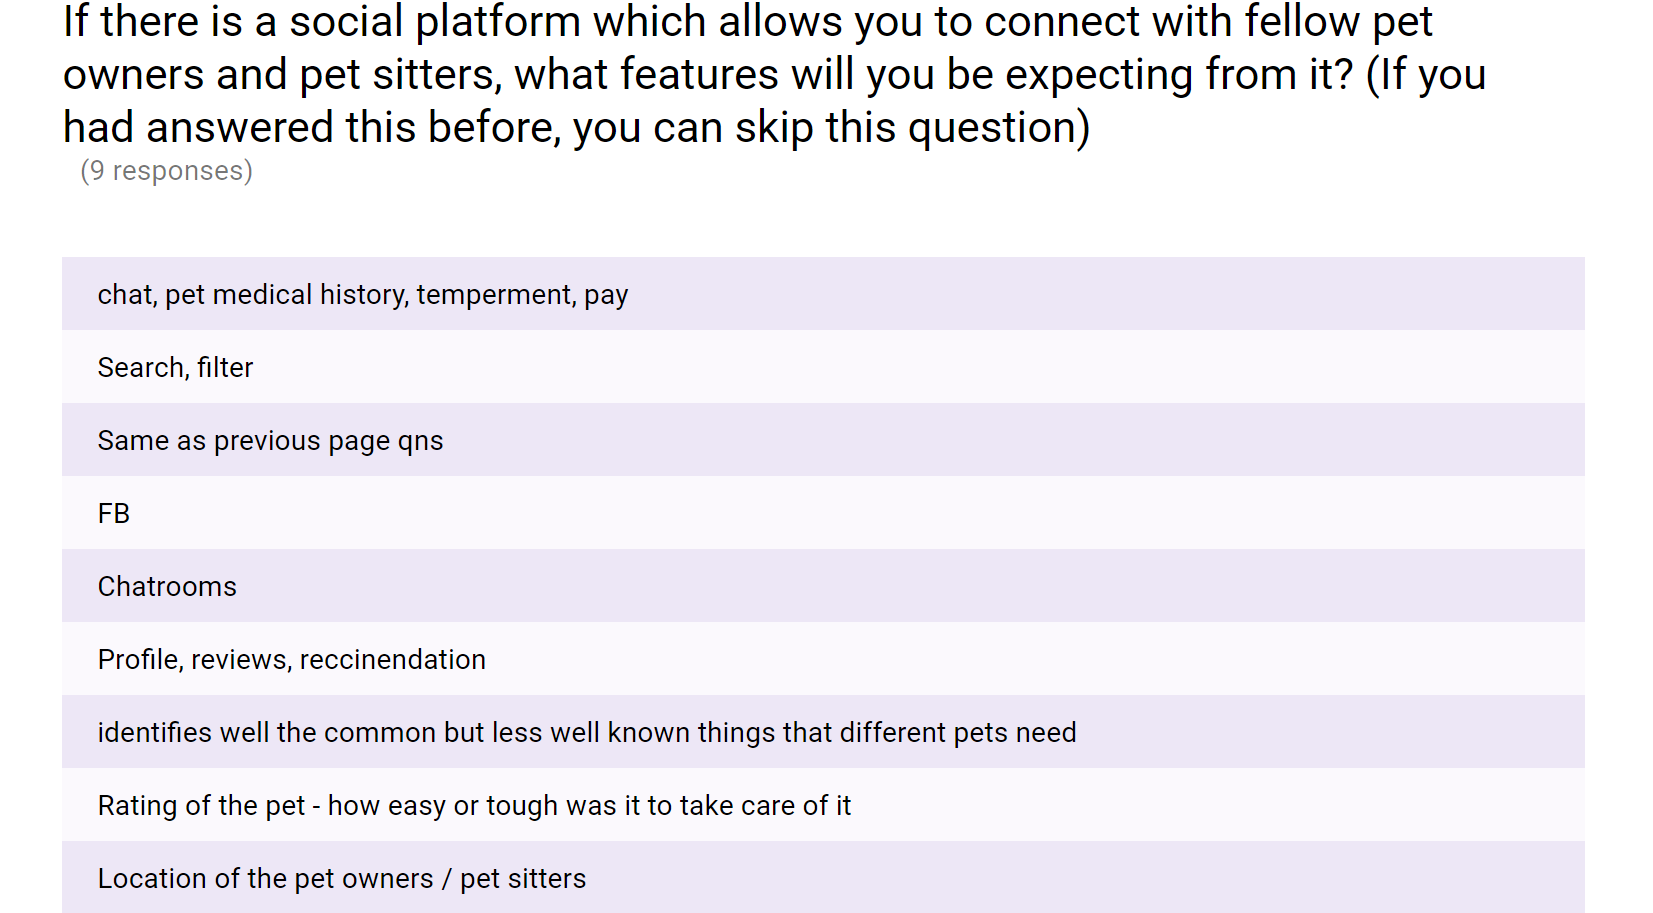 If there is a social platform which allows you to connect with fellow pet
owners and pet sitters, what features will you be expecting from it? (If you
had answered this before, you can skip this question)
(9 responses)
chat, pet medical history, temperment, pay
Search, filter
Same as previous page qns
FB
Chatrooms
Profile, reviews, reccinendation
identifies well the common but less well known things that different pets need
Rating of the pet - how easy or tough was it to take care of it
Location of the pet owners / pet sitters